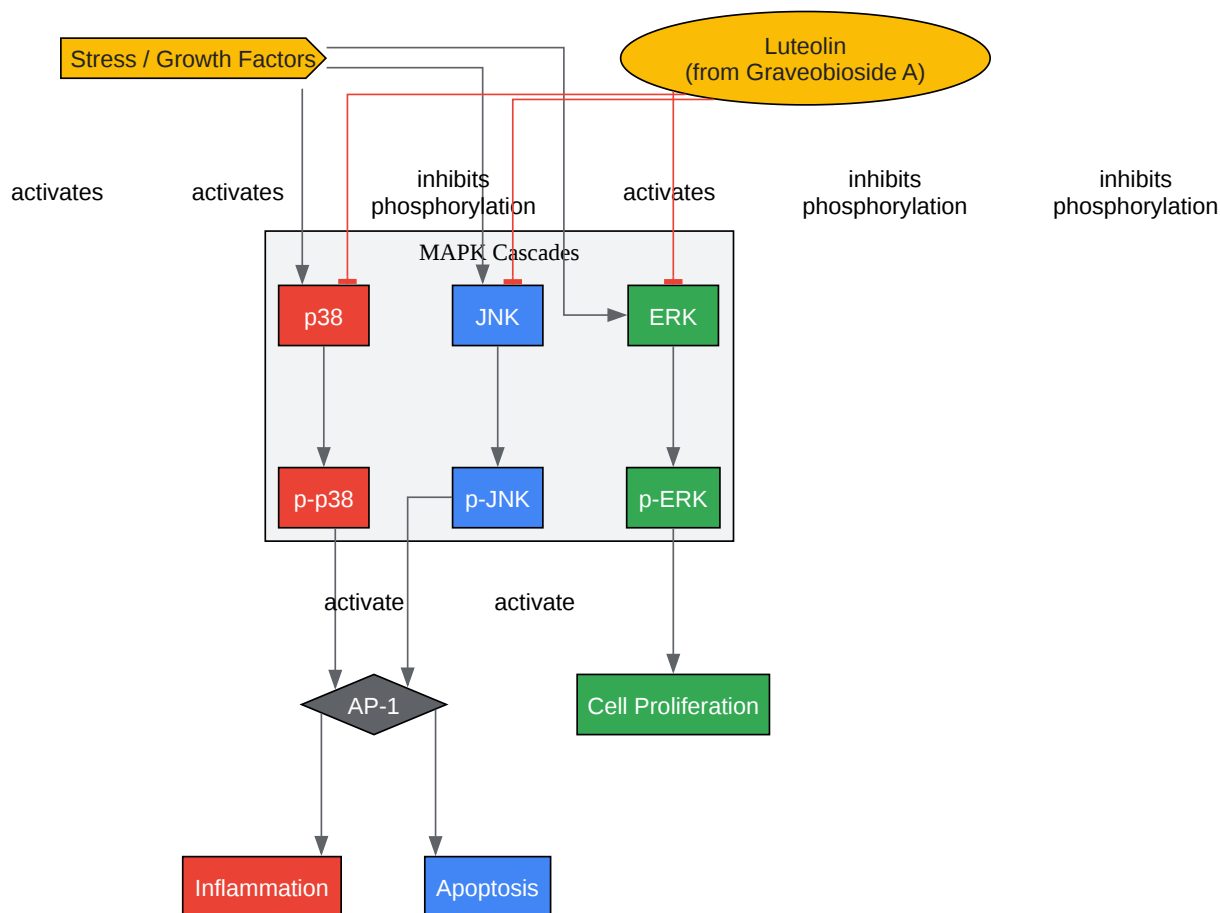 Stress / Growth Factors
Luteolin
(from Graveobioside A)
activates
activates
inhibits
phosphorylation
activates
inhibits
phosphorylation
inhibits
phosphorylation
MAPK Cascades
p38
JNK
ERK
p-p38
p-JNK
p-ERK
activate
activate
AP-1
Cell Proliferation
Inflammation
Apoptosis